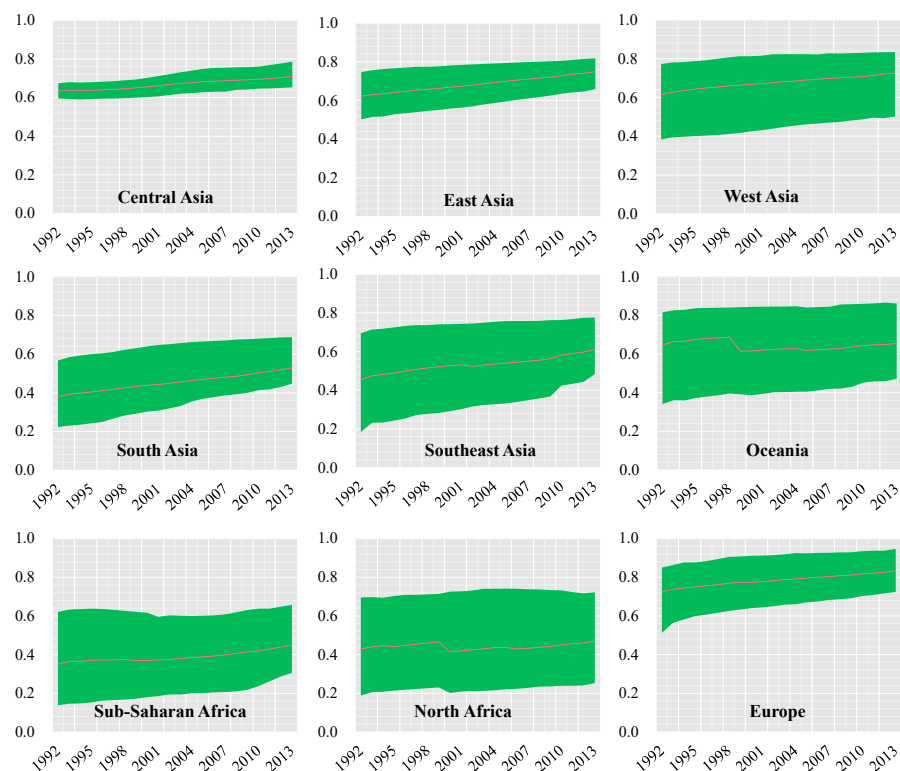 1.0 1.0 1.0
0.8 0.8 0.8
0.6 0.6 0.6
0.4 0.4 0.4
0.2 0.2 0.2
Central Asia East Asia West Asia
0.0 0.0 0.0
1992 1995 1998 2001 2004 2007 2010 2013 1992 1995 1998 2001 2004 2007 2010 2013 1992 1995 1998 2001 2004 2007 2010 2013
1.0 1.0 1.0
0.8 0.8 0.8
0.6 0.6 0.6
0.4 0.4 0.4
0.2 0.2 0.2
South Asia Southeast Asia Oceania
0.0 0.0 0.0
1992 1995 1998 2001 2004 2007 2010 2013 1992 1995 1998 2001 2004 2007 2010 2013 1992 1995 1998 2001 2004 2007 2010 2013
1.0 1.0 1.0
0.8 0.8 0.8
0.6 0.6 0.6
0.4 0.4 0.4
0.2 0.2 0.2
Sub-Saharan Africa North Africa Europe
0.0 0.0 0.0
1992 1995 1998 2001 2004 2007 2010 2013 1992 1995 1998 2001 2004 2007 2010 2013 1992 1995 1998 2001 2004 2007 2010 2013